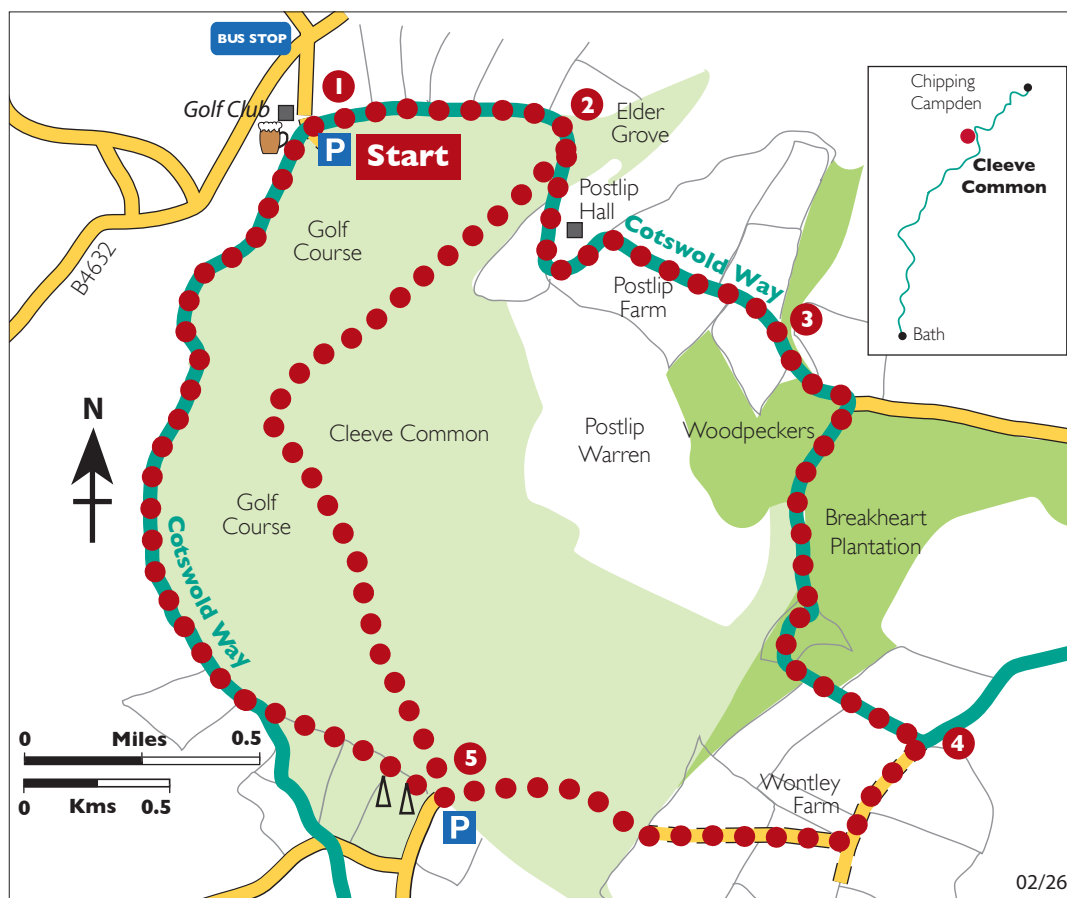 BUS STOP
1
2
Golf Club
P
Start
Elder
Grove
Chipping
Campden
Cleeve
Common
Bath
Postlip
Hall
Golf
Course
Cotswold Way
B4632
Postlip
Farm
3
N
Cleeve Common
Postlip
Warren
Woodpeckers
Golf
Course
Breakheart
Plantation
Cotswold Way
0 Miles 0.5
0 Kms 0.5
5
4
Wontley
Farm
P
02/26